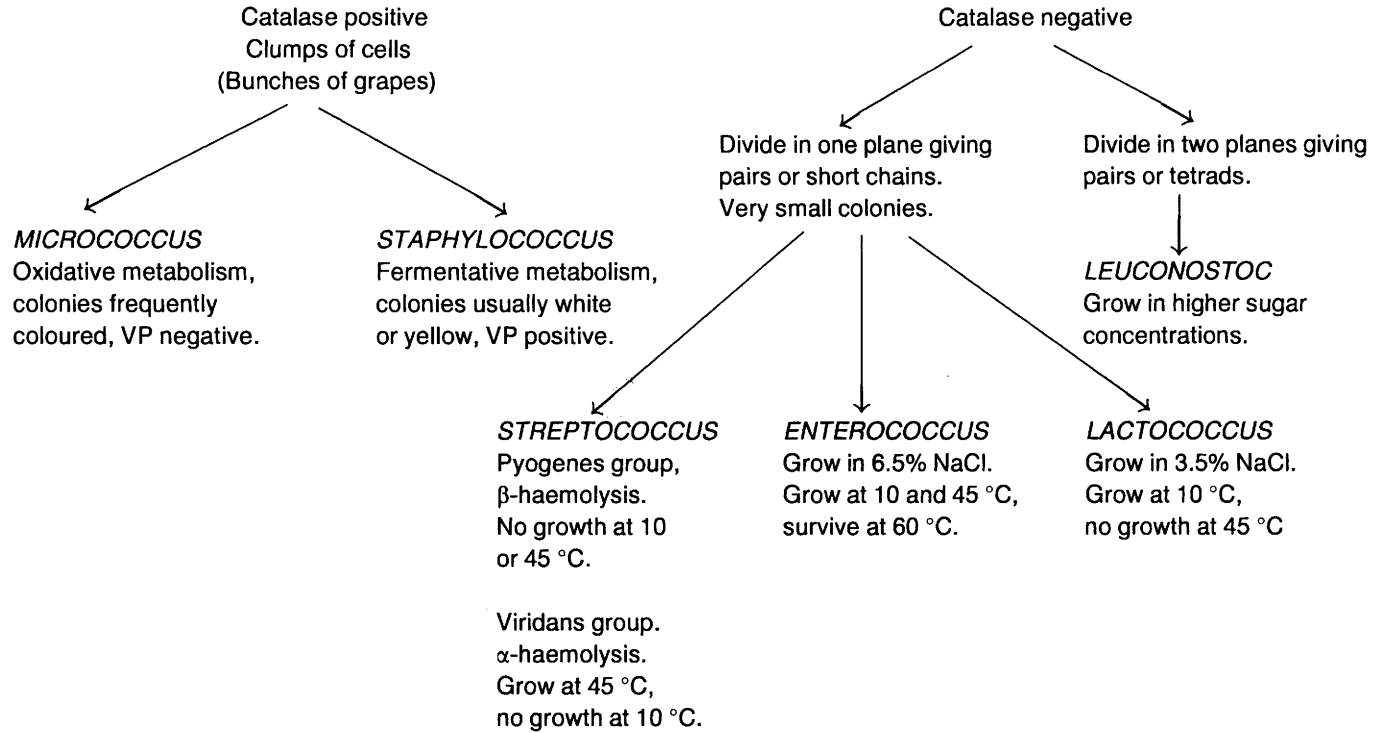 Catalase positive
Clumps of cells
(Bunches of grapes)
Catalase negative
Divide in one plane giving
pairs or short chains.
Very small colonies.
Divide in two planes giving
pairs or tetrads.
MICROCOCCUS
Oxidative metabolism,
colonies frequently
coloured, VP negative.
STAPHYLOCOCCUS
Fermentative metabolism,
colonies usually white
or yellow, VP positive.
LEUCONOSTOC
Grow in higher sugar
concentrations.
STREPTOCOCCUS
Pyogenes group,
β-haemolysis.
No growth at 10
or 45 °C.
Viridans group.
α-haemolysis.
Grow at 45 °C,
no growth at 10 °C.
ENTEROCOCCUS
Grow in 6.5% NaCl.
Grow at 10 and 45 °C,
survive at 60 °C.
LACTOCOCCUS
Grow in 3.5% NaCl.
Grow at 10 °C,
no growth at 45 °C